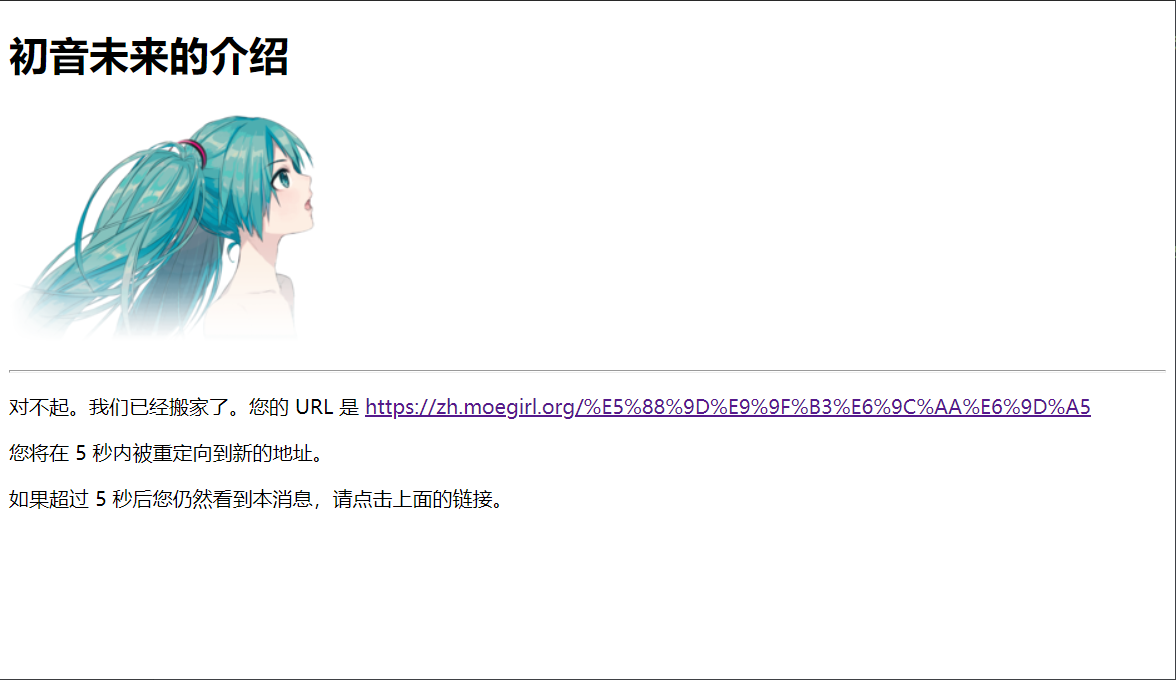 初音未来的介绍
对不起。我们已经搬家了。您的 URL 是 https://zh.moegirl.org/%E5%88%9D%E9%9F%B3%E6%9C%AA%E6%9D%A5
您将在 5 秒内被重定向到新的地址。
如果超过 5 秒后您仍然看到本消息，请点击上面的链接。